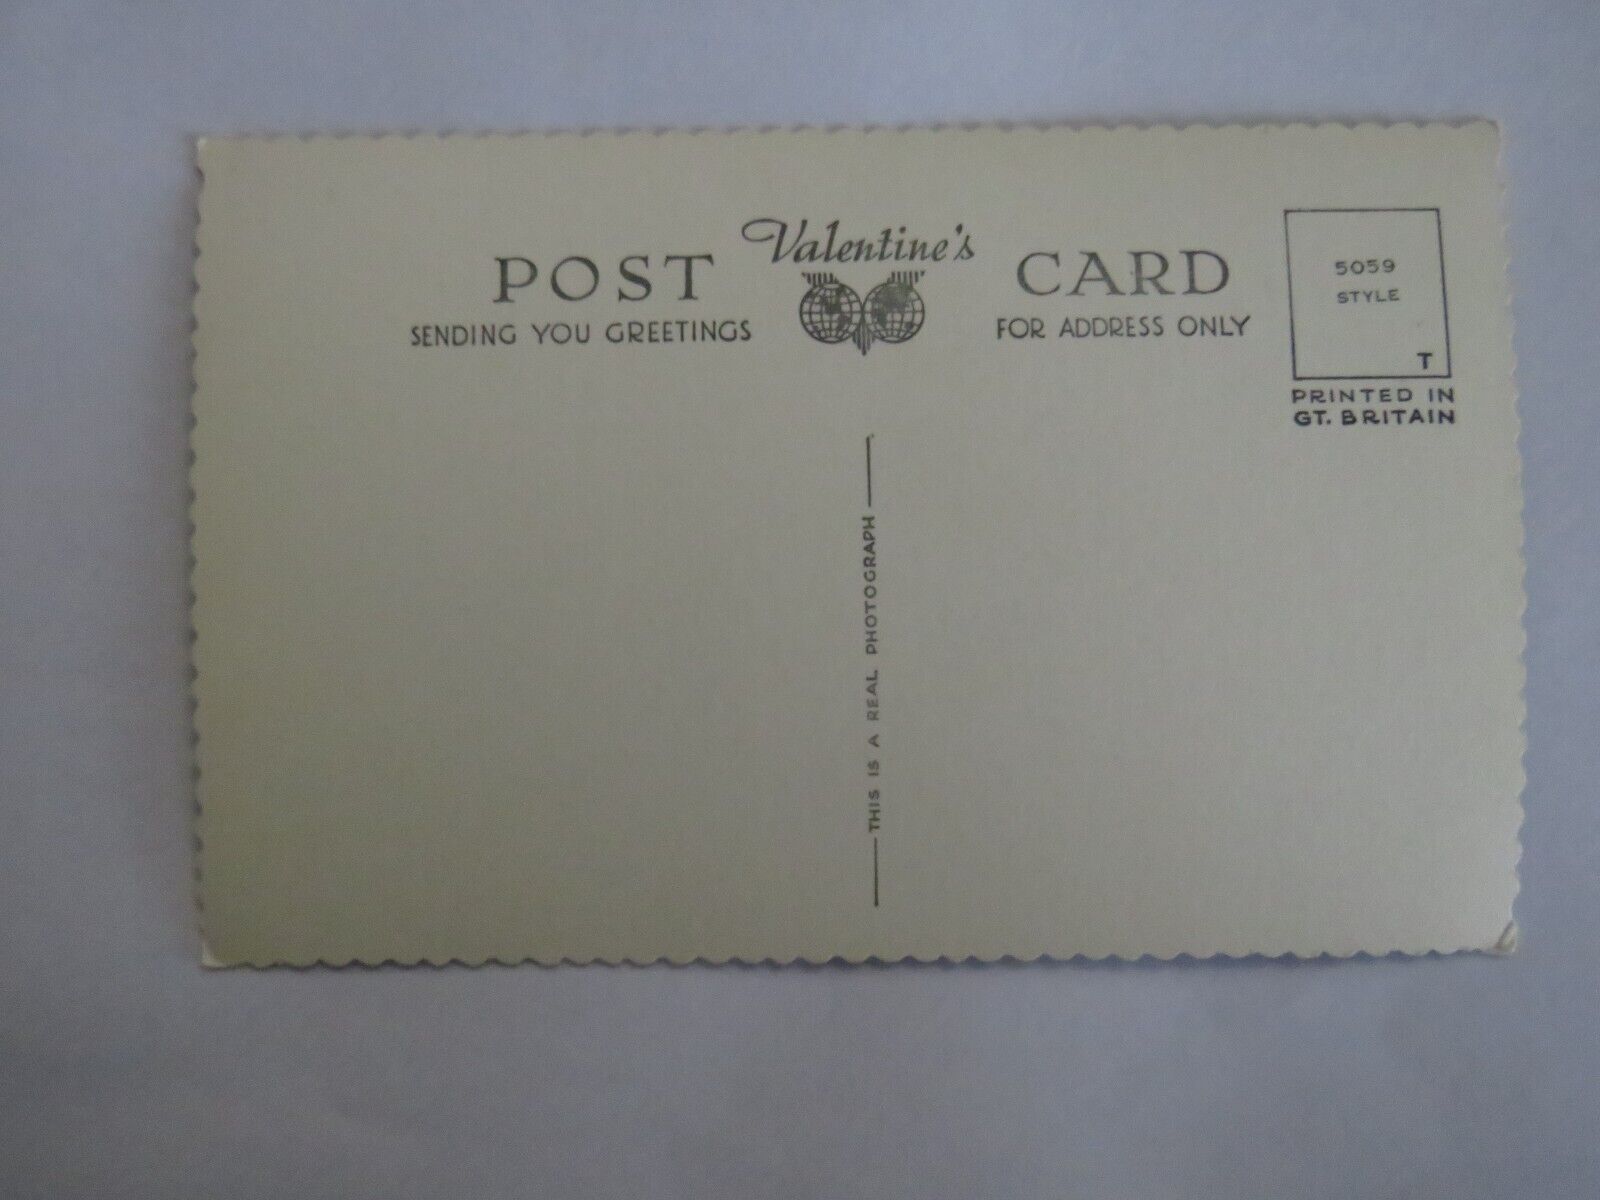 Valentine's
POST CARD
SENDING YOU GREETINGS
FOR ADDRESS ONLY
5059
STYLE
T
PRINTED IN
GT. BRITAIN
THIS IS A REAL PHOTOGRAPH